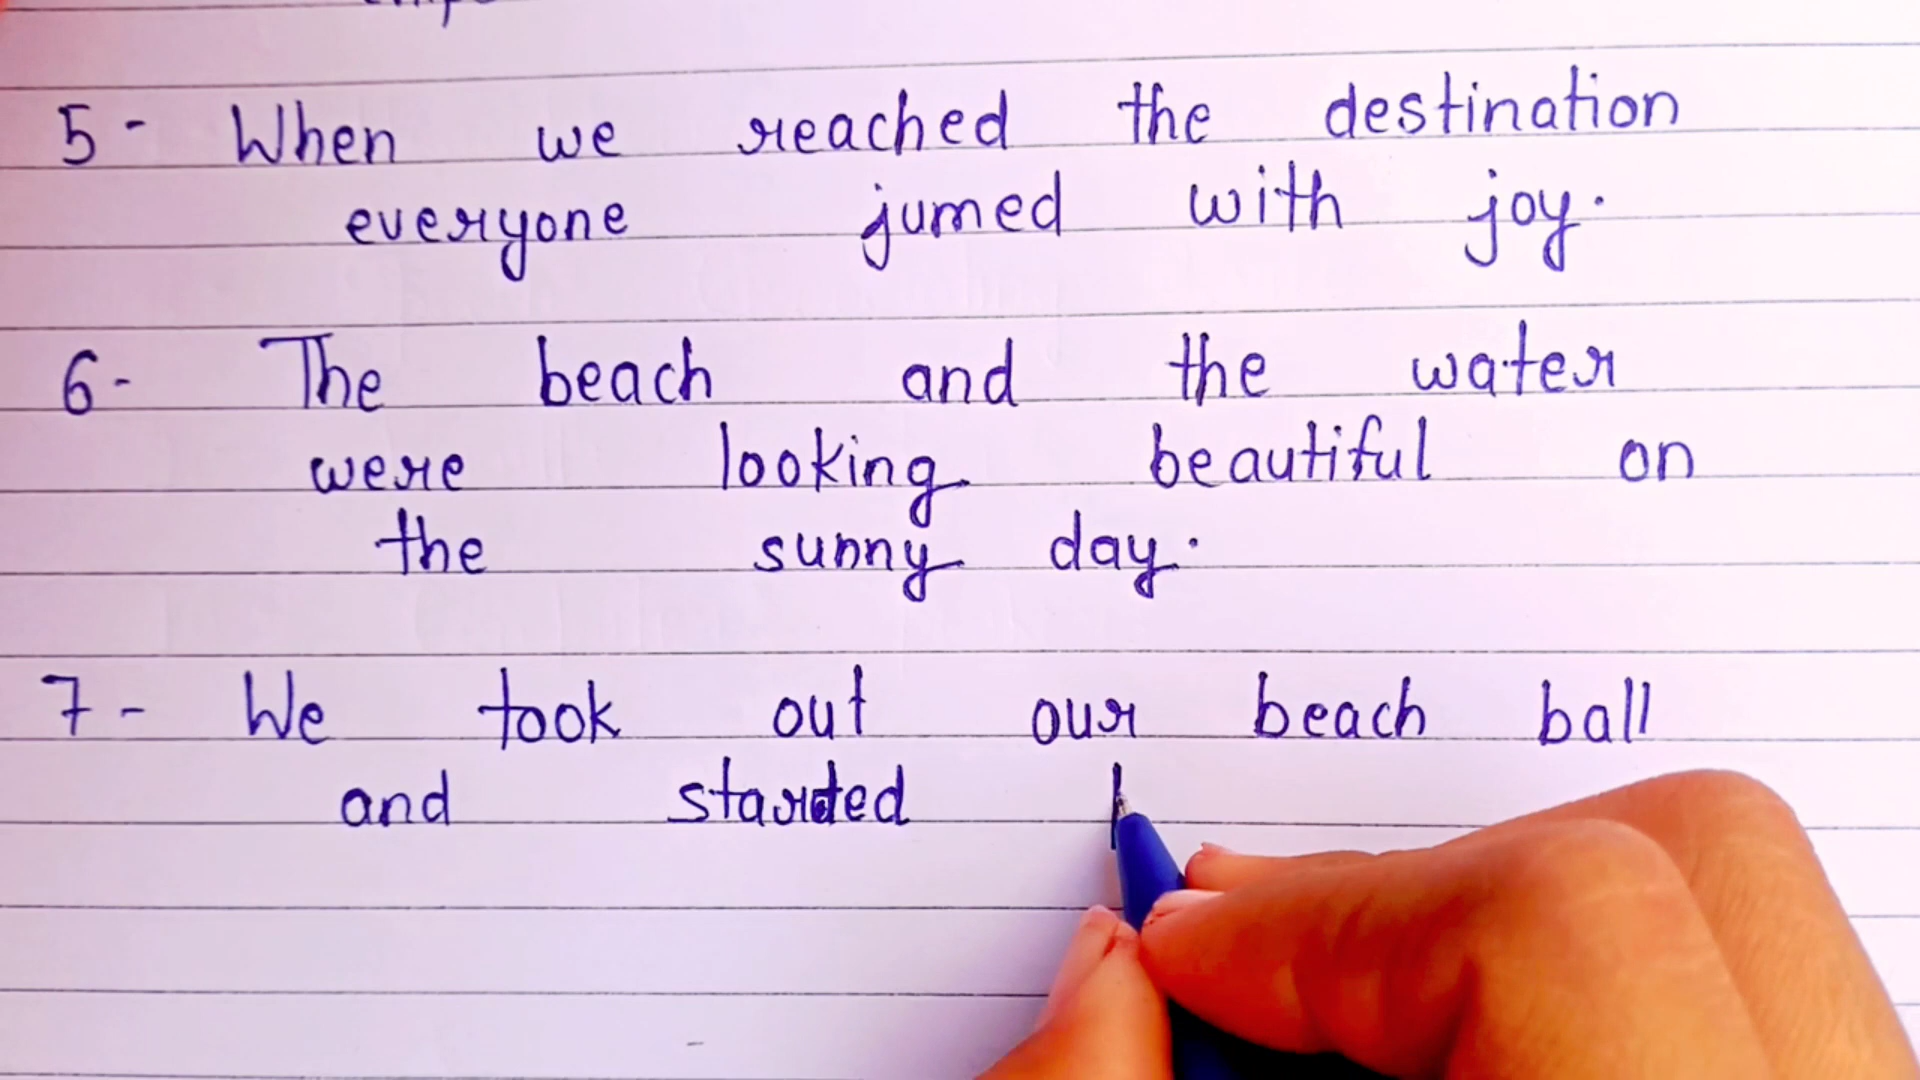 5- When we reached the destination
everyone jumed with joy.
6- The beach and the water
were looking beautiful on
the sunny day.
7- We took out our beach ball
and started